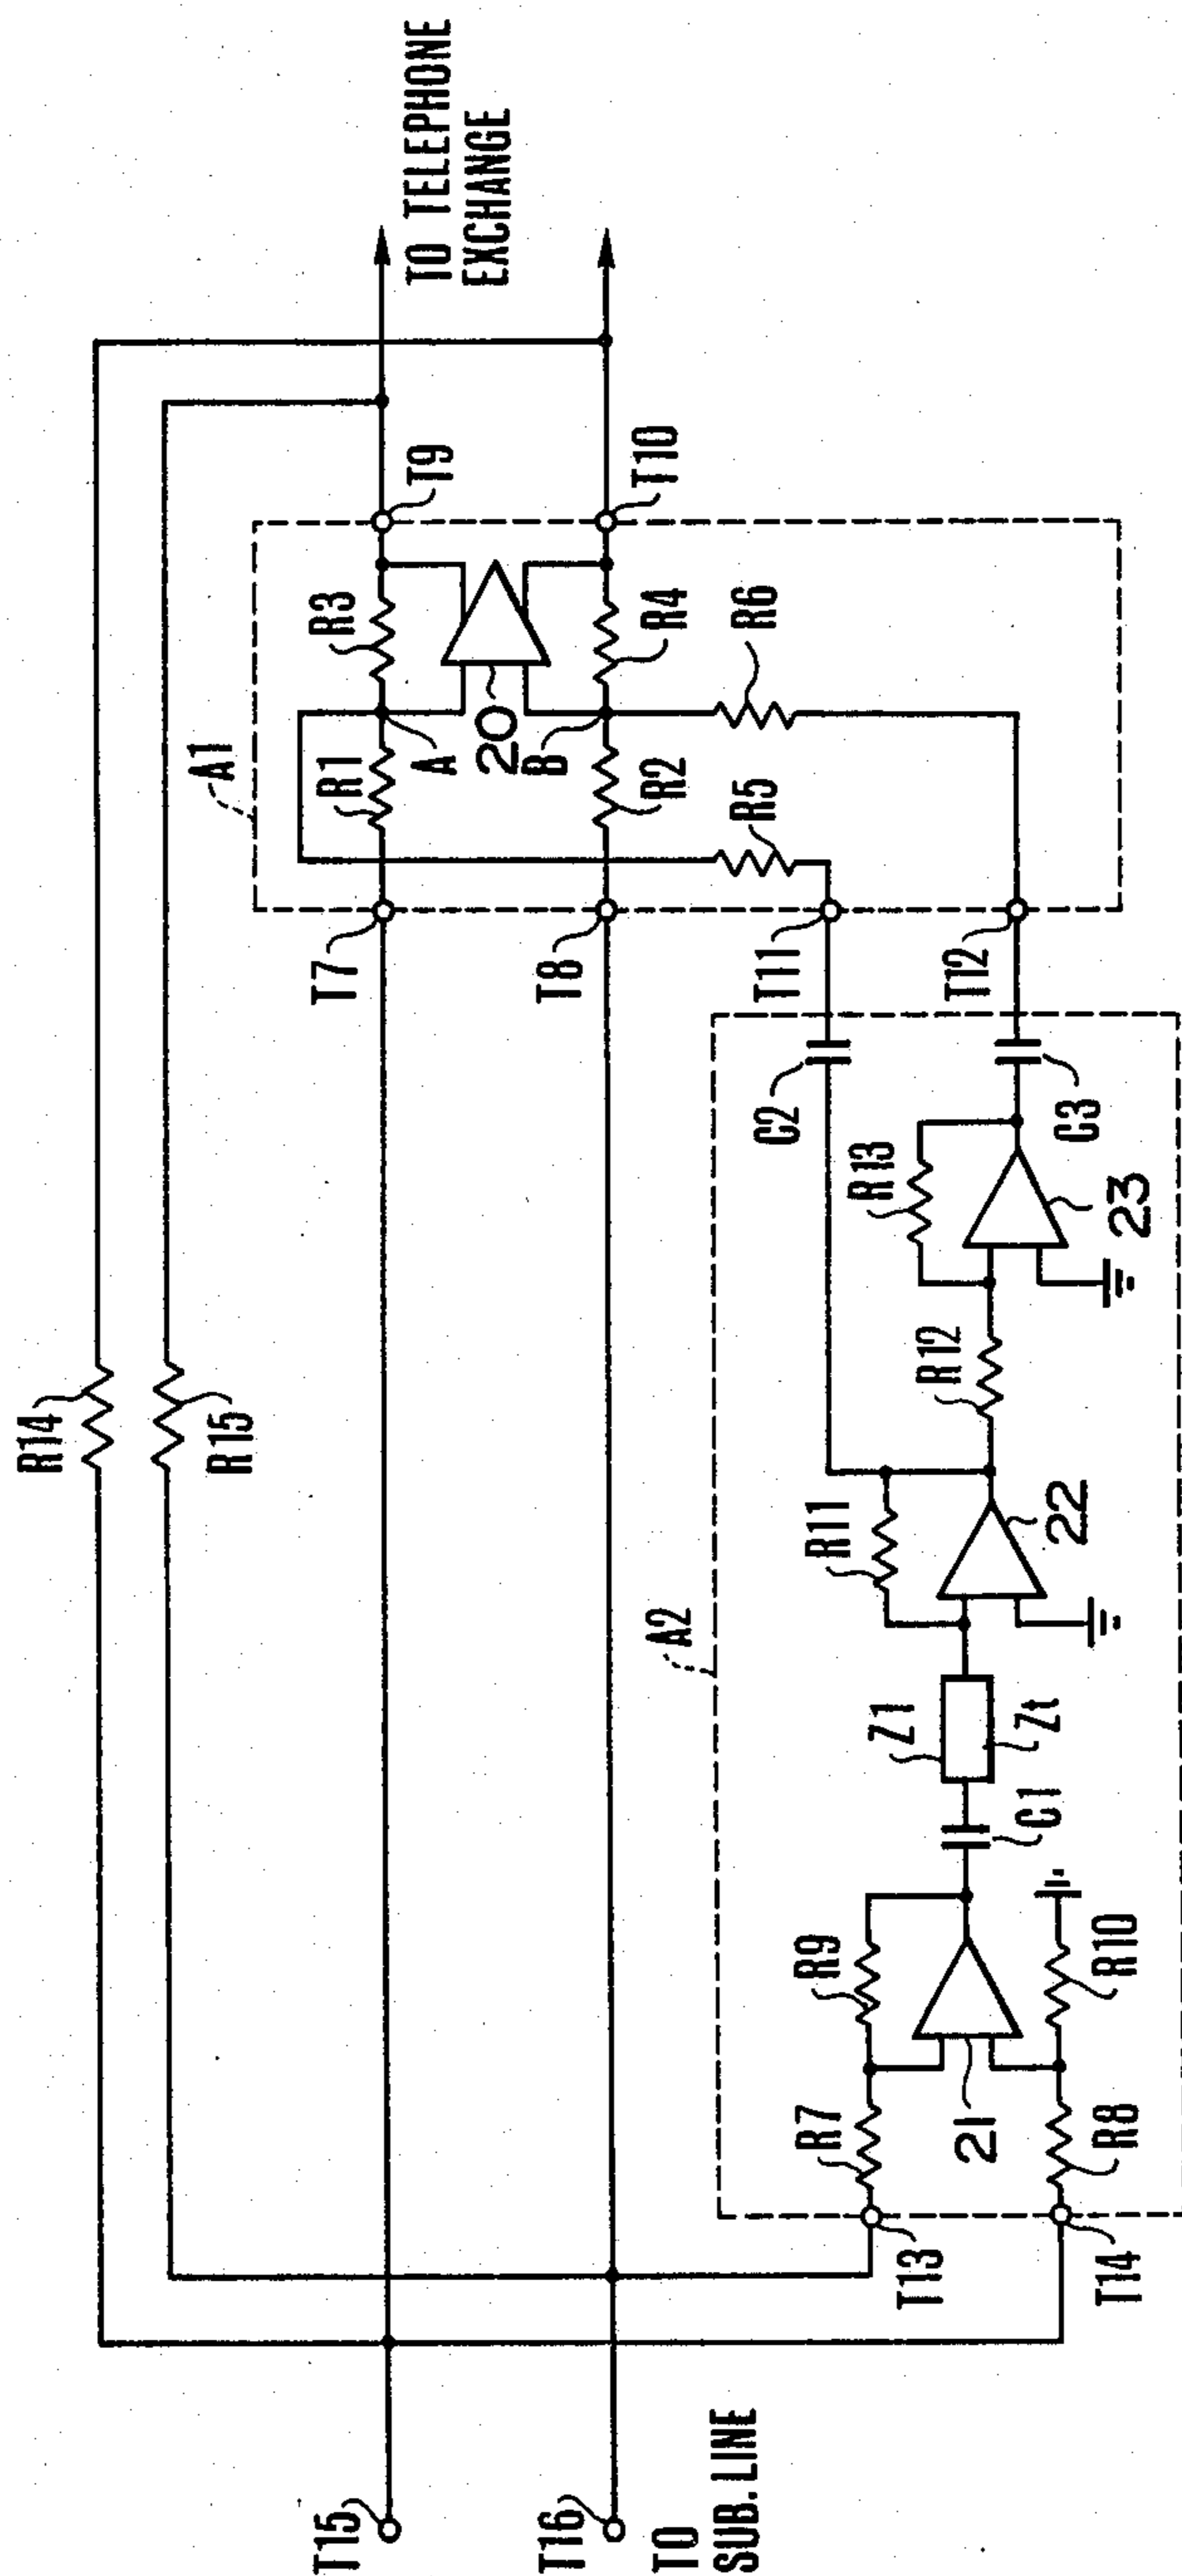 R14
R15
TO TELEPHONE
EXCHANGE
A1
T7
R1
R3
T9
A
20
B
T8
R2
R4
T10
R5
R6
T11
T12
A2
C2
C3
R13
23
R12
R11
22
Z1
Zt
C1
R9
R10
21
R7
R8
T13
T14
T15
T16
TO
SUB. LINE